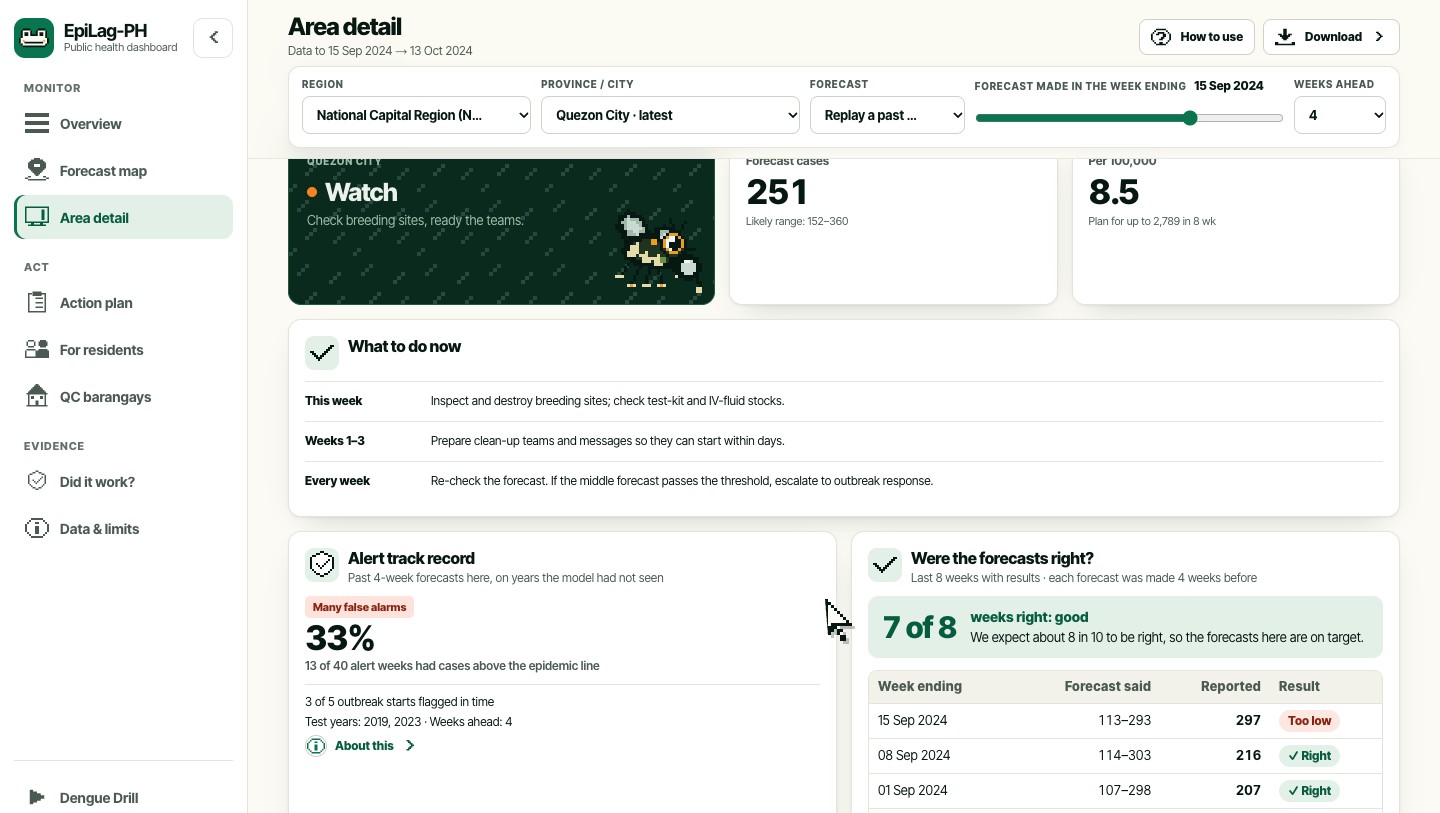 EpiLag-PH
Public health dashboard
MONITOR
Overview
Forecast map
Area detail
ACT
Action plan
For residents
QC barangays
EVIDENCE
Did it work?
Data & limits
Dengue Drill
Area detail
Data to 15 Sep 2024 → 13 Oct 2024
How to use
Download
REGION
National Capital Region (N...
PROVINCE / CITY
Quezon City · latest
FORECAST
Replay a past ...
FORECAST MADE IN THE WEEK ENDING 15 Sep 2024
WEEKS AHEAD
4
QUEZON CITY
Watch
Check breeding sites, ready the teams.
Forecast cases
251
Likely range: 152–360
Per 100,000
8.5
Plan for up to 2,789 in 8 wk
What to do now
This week Inspect and destroy breeding sites; check test-kit and IV-fluid stocks.
Weeks 1–3 Prepare clean-up teams and messages so they can start within days.
Every week Re-check the forecast. If the middle forecast passes the threshold, escalate to outbreak response.
Alert track record
Past 4-week forecasts here, on years the model had not seen
Many false alarms
33%
13 of 40 alert weeks had cases above the epidemic line
3 of 5 outbreak starts flagged in time
Test years: 2019, 2023 · Weeks ahead: 4
About this
Were the forecasts right?
Last 8 weeks with results · each forecast was made 4 weeks before
7 of 8
weeks right: good
We expect about 8 in 10 to be right, so the forecasts here are on target.
Week ending Forecast said Reported Result
15 Sep 2024 113–293 297 Too low
08 Sep 2024 114–303 216 ✓ Right
01 Sep 2024 107–298 207 ✓ Right